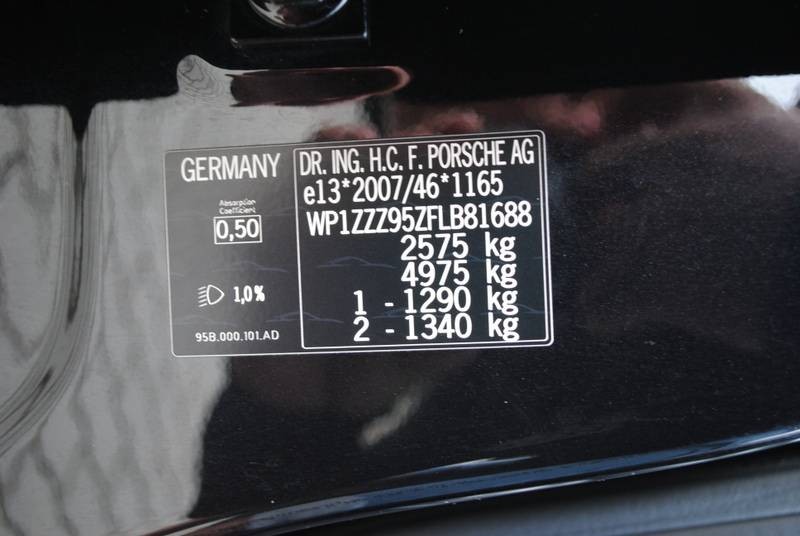 GERMANY
Absorption
Coefficient
0,50
1,0%
95B.000.101.AD
DR. ING. H.C. F. PORSCHE AG
e13*2007/46*1165
WP1ZZZ95ZFLB81688
2575 kg
4975 kg
1 - 1290 kg
2 - 1340 kg